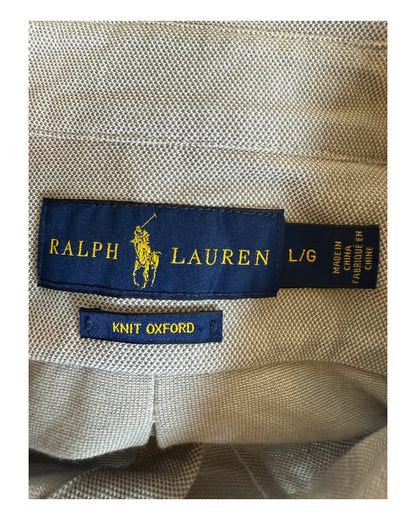 RALPH LAUREN
L/G
MADE IN
CHINA
FABRIQUÉ EN
CHINE
KNIT OXFORD